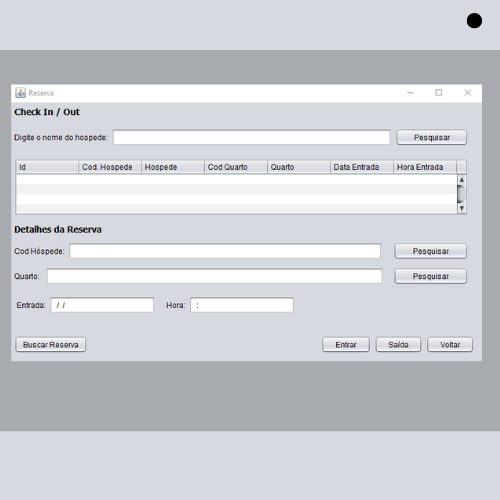 Reserva
Check In / Out
Digite o nome do hospede: Pesquisar
Id Cod. Hospede Hospede Cod Quarto Quarto Data Entrada Hora Entrada
Detalhes da Reserva
Cod Hóspede: Pesquisar
Quarto: Pesquisar
Entrada: / / Hora: :
Buscar Reserva Entrar Saída Voltar